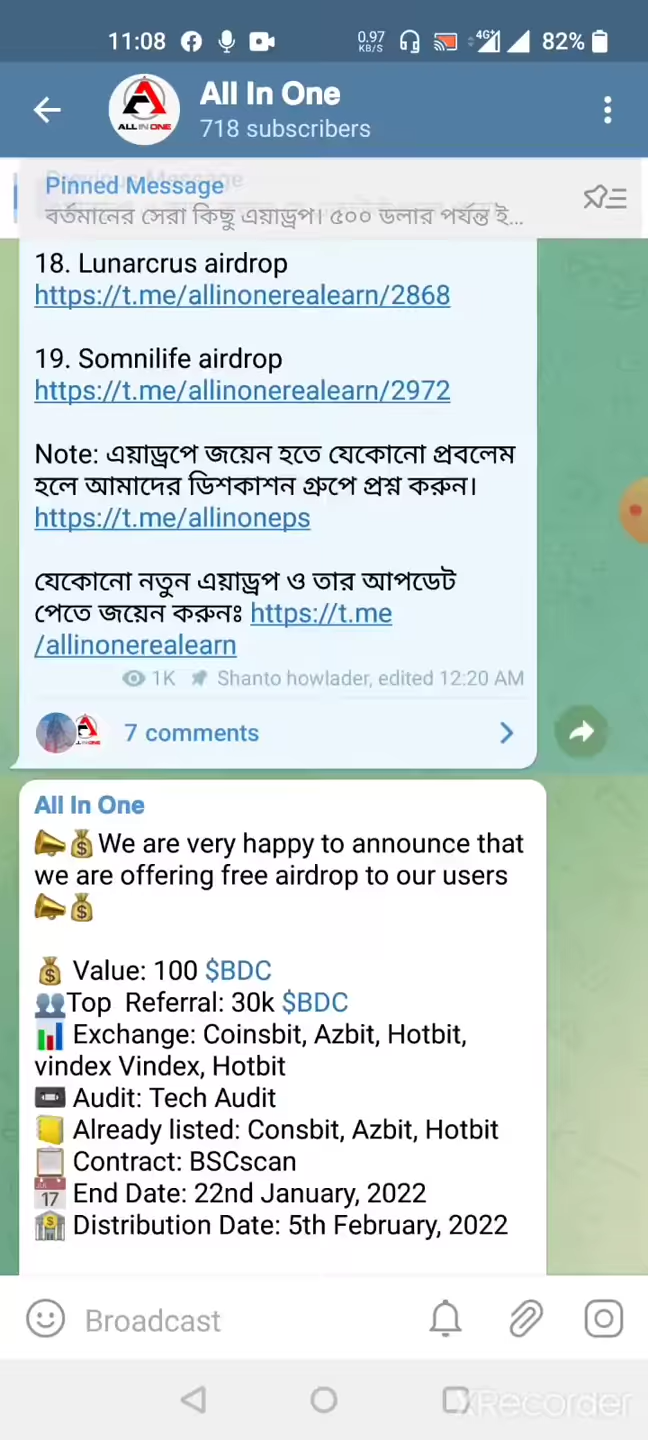 11:08
0.97
KB/S
4G+
82%
All In One
718 subscribers
ALL IN ONE
Pinned Message
বর্তমানের সেরা কিছু এয়াড্রপ। ৫০০ ডলার পর্যন্ত ই...
18. Lunarcrus airdrop
https://t.me/allinonerealearn/2868
19. Somnilife airdrop
https://t.me/allinonerealearn/2972
Note: এয়াড্রপে জয়েন হতে যেকোনো প্রবলেম
হলে আমাদের ডিশকাশন গ্রুপে প্রশ্ন করুন।
https://t.me/allinoneps
যেকোনো নতুন এয়াড্রপ ও তার আপডেট
পেতে জয়েন করুনঃ https://t.me
/allinonerealearn
1K Shanto howlader, edited 12:20 AM
7 comments
All In One
We are very happy to announce that
we are offering free airdrop to our users
Value: 100 $BDC
Top Referral: 30k $BDC
Exchange: Coinsbit, Azbit, Hotbit,
vindex Vindex, Hotbit
Audit: Tech Audit
Already listed: Consbit, Azbit, Hotbit
Contract: BSCscan
End Date: 22nd January, 2022
Distribution Date: 5th February, 2022
Broadcast
XRecorder